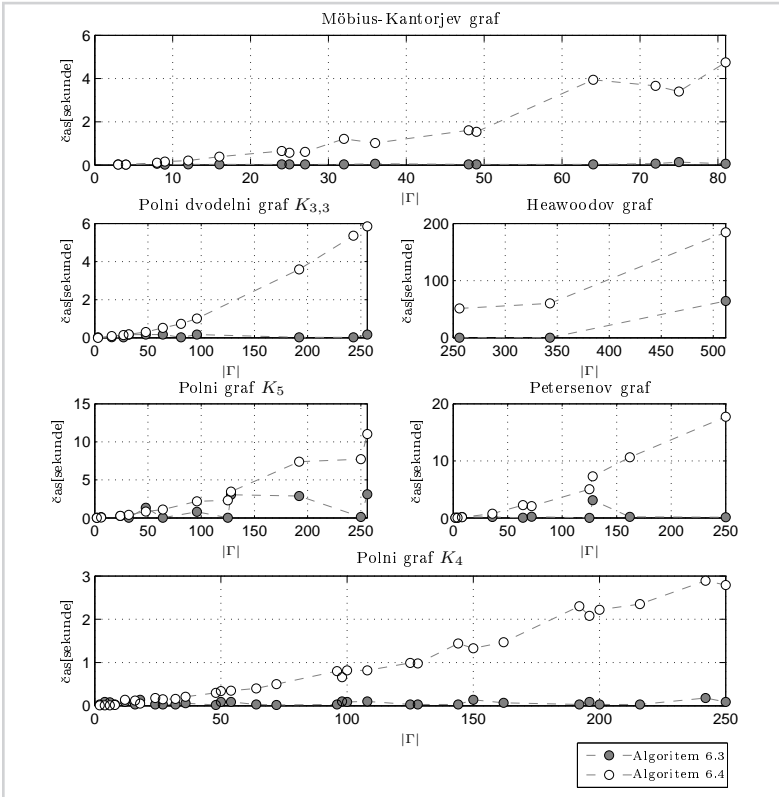 Möbius-Kantorjev graf
čas[sekunde]
6
4
2
0
0 10 20 30 40 50 60 70 80
|Γ|
Polni dvodelni graf K3,3
čas[sekunde]
6
4
2
0
0 50 100 150 200 250
|Γ|
Heawoodov graf
čas[sekunde]
200
100
0
250 300 350 400 450 500
|Γ|
Polni graf K5
čas[sekunde]
15
10
5
0
0 50 100 150 200 250
|Γ|
Petersenov graf
čas[sekunde]
20
10
0
0 50 100 150 200 250
|Γ|
Polni graf K4
čas[sekunde]
3
2
1
0
0 50 100 150 200 250
|Γ|
Algoritem 6.3
Algoritem 6.4